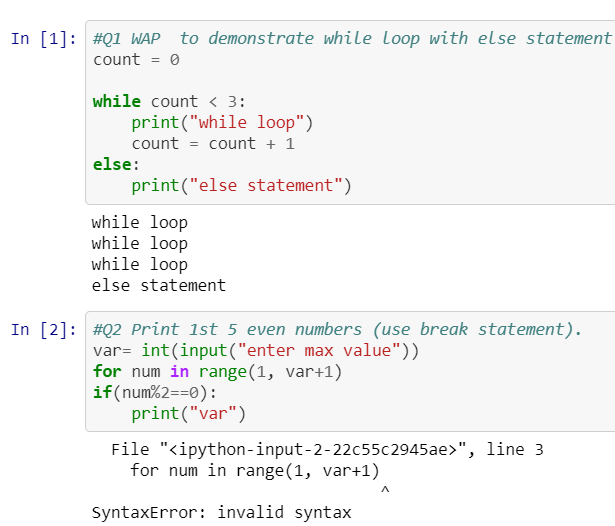 In [1]: #Q1 WAP  to demonstrate while loop with else statement
count = 0
while count < 3:
    print("while loop")
    count = count + 1
else:
    print("else statement")
while loop
while loop
while loop
else statement
In [2]: #Q2 Print 1st 5 even numbers (use break statement).
var= int(input("enter max value"))
for num in range(1, var+1)
if(num%2==0):
    print("var")
  File "<ipython-input-2-22c55c2945ae>", line 3
    for num in range(1, var+1)
                              ^
SyntaxError: invalid syntax